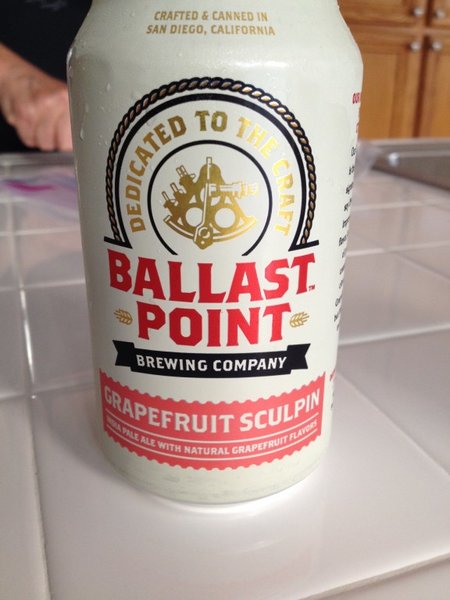 CRAFTED & CANNED IN
SAN DIEGO, CALIFORNIA
DEDICATED TO THE CRAFT
BALLAST
POINT
BREWING COMPANY
GRAPEFRUIT SCULPIN
INDIA PALE ALE WITH NATURAL GRAPEFRUIT FLAVORS